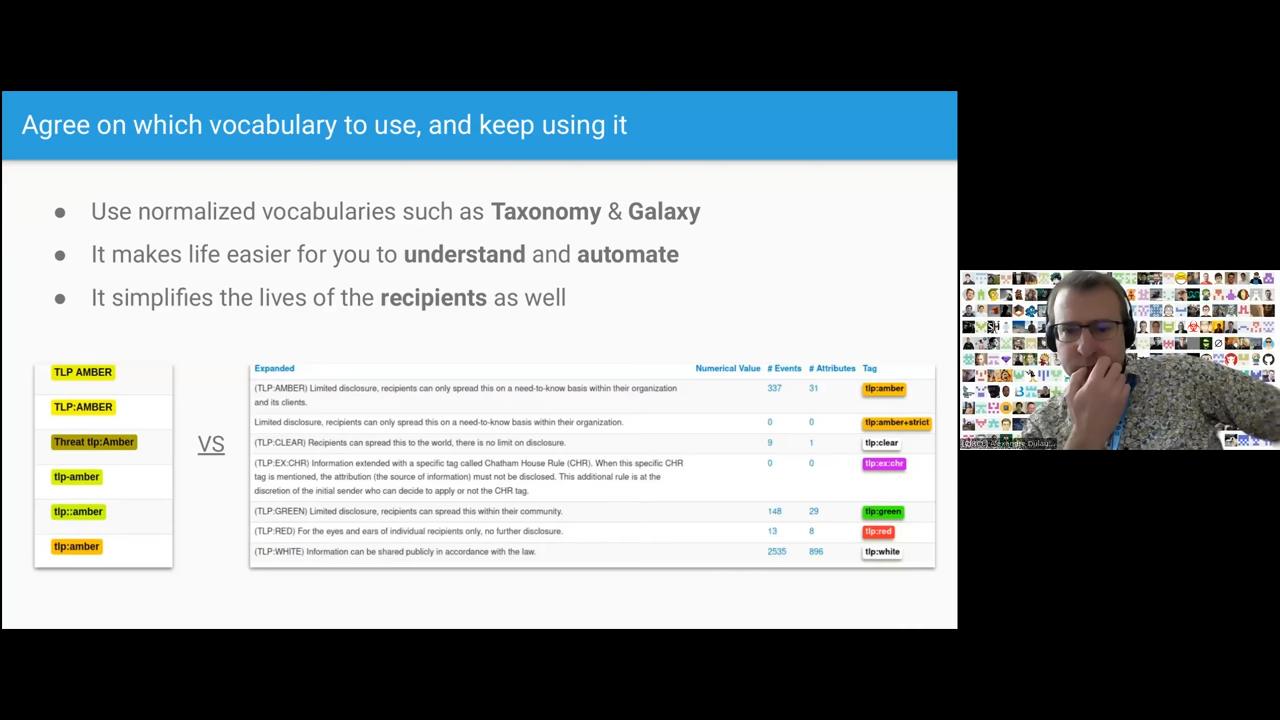 Agree on which vocabulary to use, and keep using it
● Use normalized vocabularies such as Taxonomy & Galaxy
● It makes life easier for you to understand and automate
● It simplifies the lives of the recipients as well
TLP AMBER
TLP:AMBER
Threat tlp:Amber
tlp-amber
tlp::amber
tlp:amber
VS
Expanded Numerical Value # Events # Attributes Tag
(TLP:AMBER) Limited disclosure, recipients can only spread this on a need-to-know basis within their organization 337 31 tlp:amber
and its clients.
Limited disclosure, recipients can only spread this on a need-to-know basis within their organization. 0 0 tlp:amber+strict
(TLP:CLEAR) Recipients can spread this to the world, there is no limit on disclosure. 9 1 tlp:clear
(TLP:EX:CHR) Information extended with a specific tag called Chatham House Rule (CHR). When this specific CHR 0 0 tlp:ex:chr
tag is mentioned, the attribution (the source of information) must not be disclosed. This additional rule is at the
discretion of the initial sender who can decide to apply or not the CHR tag.
(TLP:GREEN) Limited disclosure, recipients can spread this within their community. 148 29 tlp:green
(TLP:RED) For the eyes and ears of individual recipients only, no further disclosure. 13 8 tlp:red
(TLP:WHITE) Information can be shared publicly in accordance with the law. 2535 896 tlp:white